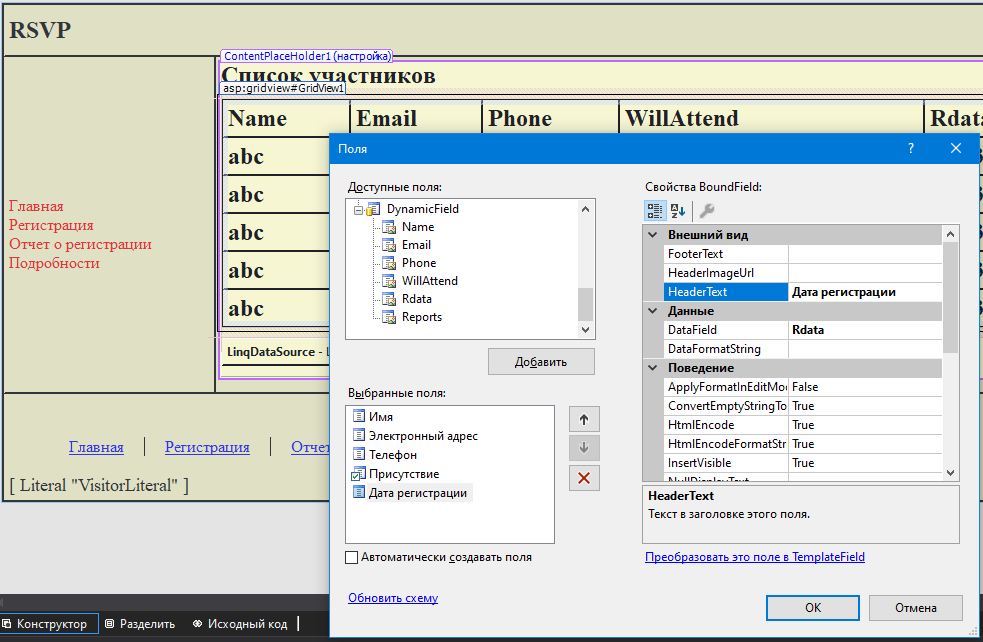 RSVP
ContentPlaceHolder1 (настройка)
Список участников
asp:gridview#GridView1
Name Email Phone WillAttend Rdata
abc
abc
abc
abc
abc
Главная
Регистрация
Отчет о регистрации
Подробности
LinqDataSource - L
Главная Регистрация Отчет
[ Literal "VisitorLiteral" ]
Поля ?
Доступные поля:
DynamicField
Name
Email
Phone
WillAttend
Rdata
Reports
Добавить
Выбранные поля:
Имя
Электронный адрес
Телефон
Присутствие
Дата регистрации
Автоматически создавать поля
Обновить схему
Свойства BoundField:
Внешний вид
FooterText
HeaderImageUrl
HeaderText Дата регистрации
Данные
DataField Rdata
DataFormatString
Поведение
ApplyFormatInEditMo False
ConvertEmptyStringTo True
HtmlEncode True
HtmlEncodeFormatStr True
InsertVisible True
NullDisplayText
HeaderText
Текст в заголовке этого поля.
Преобразовать это поле в TemplateField
OK Отмена
Конструктор Разделить Исходный код